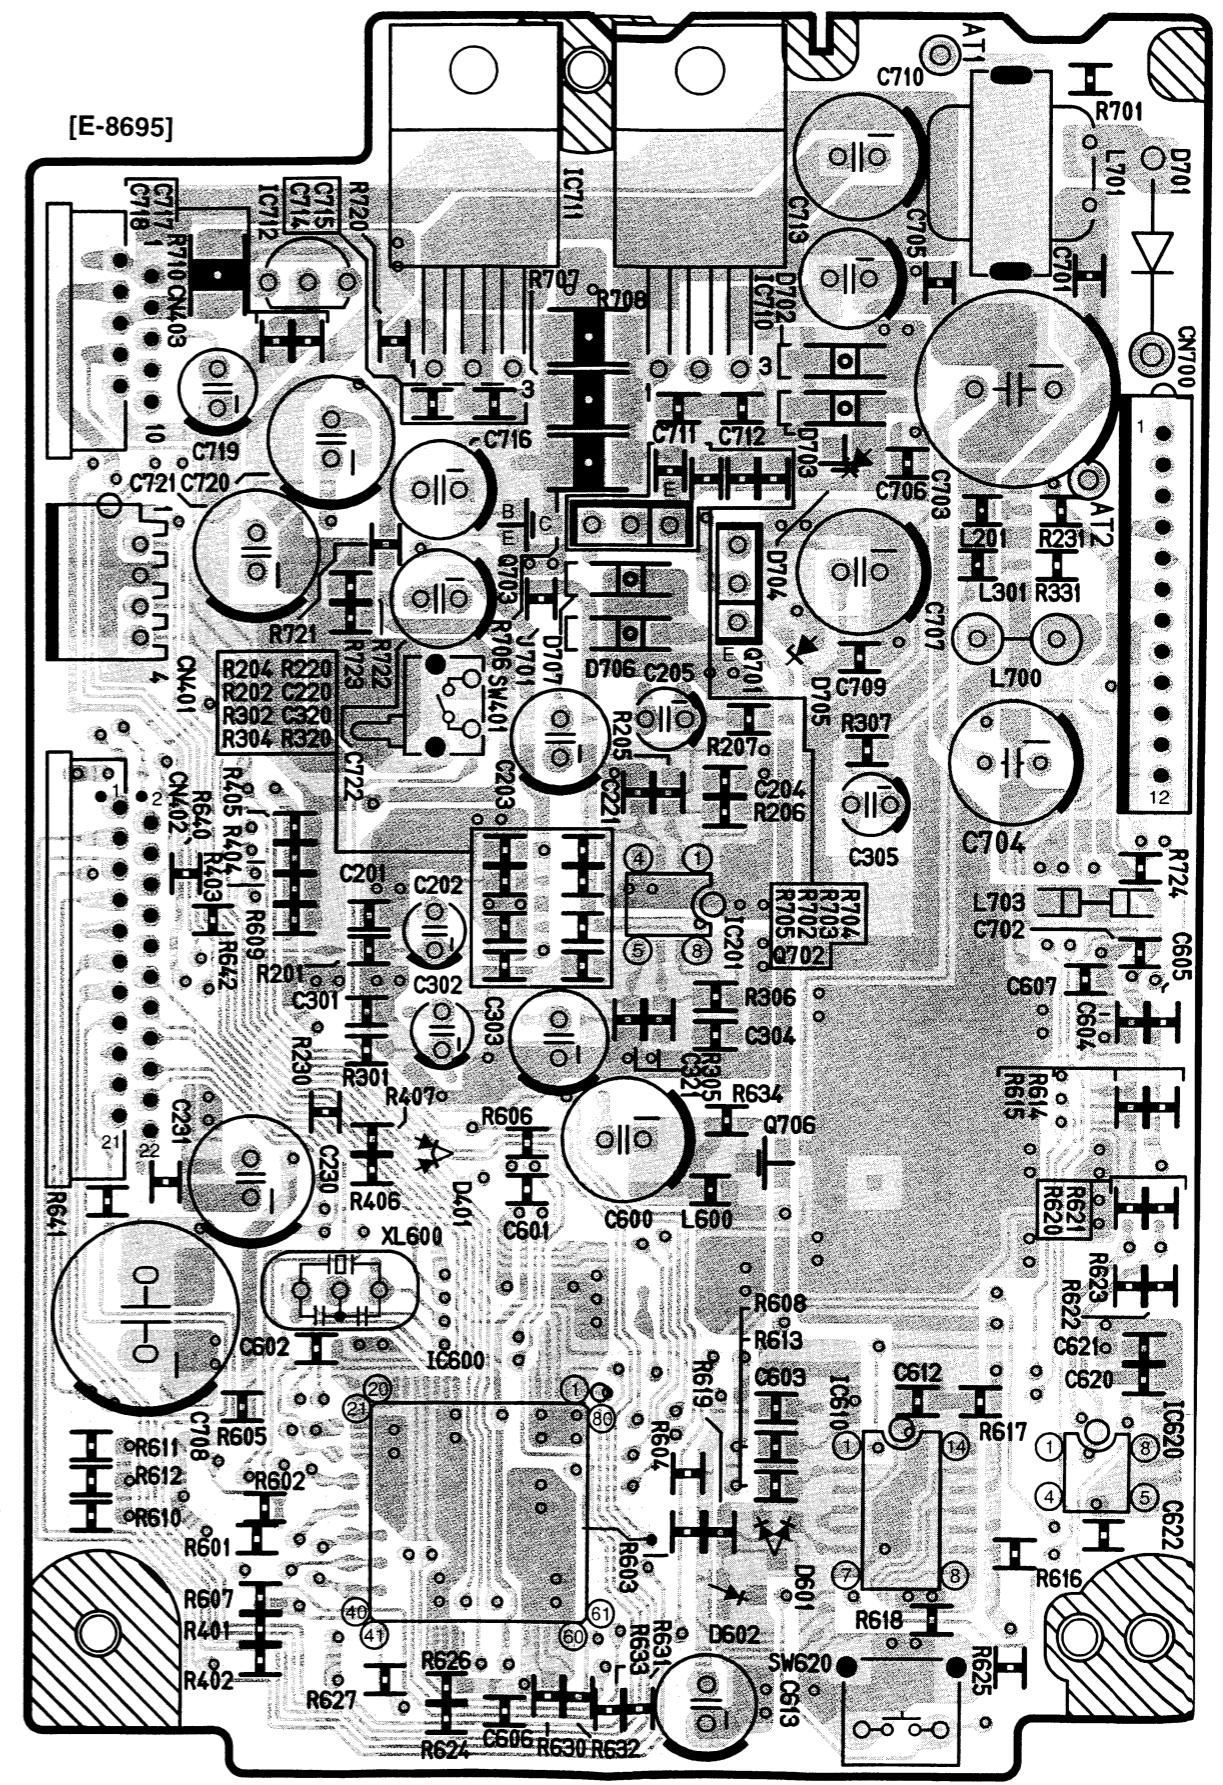 AT1
C710
R701
[E-8695]
L701
D701
C718
C717
IC712
C714
C715
R720
IC711
C713
C705
C701
R710
CN403
1
R707
R708
IC710
D702
CN700
1
3
1
3
10
C719
C716
C711
C712
D703
C706
C703
1
C721
C720
E
B
C
E
L201
R231
AT2
1
Q703
D704
C707
L301
R331
R721
R723
R722
R706
SW401
J701
D707
D706
C205
Q701
E
D705
C709
L700
4
CN401
R204 R220
R202 C220
R302 C320
R304 R320
R205
R207
R307
C722
C203
C221
C204
R206
C305
C704
12
1
2
CN402
R640
R405
R404
R403
C201
C202
4
1
R724
L703
C702
R609
R642
R201
5
8
IC201
R705
R702
R703
R704
Q702
C605
C607
C604
C301
C302
C303
R306
C304
R230
R301
R407
C321
R305
R634
R615
R614
C231
21
22
R606
Q706
C230
R406
D401
C601
C600
L600
R620
R621
R641
XL600
R623
R622
R608
R613
C602
IC600
C621
C620
R619
C603
IC610
C612
R617
IC620
20
21
1
80
C708
R605
R611
R612
R610
R602
R601
R604
1
14
1
8
4
5
C622
R603
D601
7
8
R616
R607
R401
R402
40
41
61
60
D602
R618
R633
R631
SW620
R625
R626
R627
R624
C606
R630
R632
C613